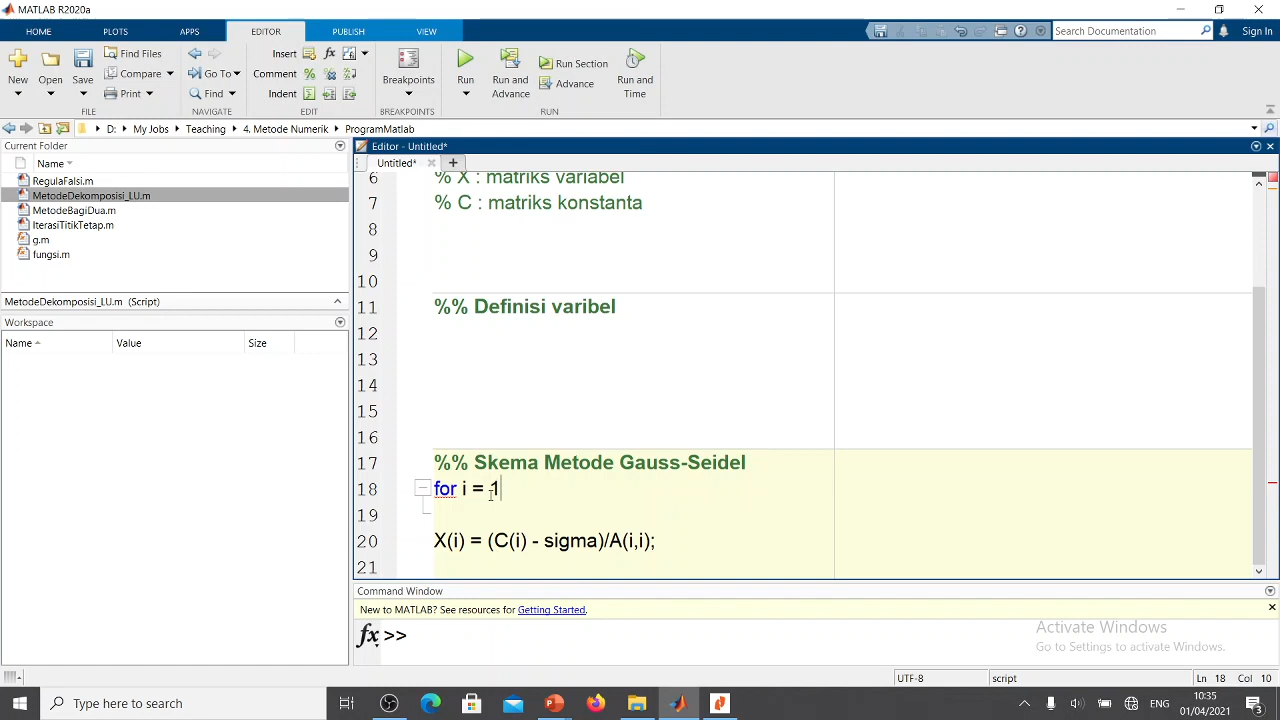 MATLAB R2020a
HOME PLOTS APPS EDITOR PUBLISH VIEW
Search Documentation
Sign In
New
Open
Save
Find Files
Compare
Print
FILE
Go To
Find
NAVIGATE
Insert
Comment
Indent
EDIT
Breakpoints
BREAKPOINTS
Run
Run and Advance
Run Section
Advance
Run and Time
RUN
D: ▸ My Jobs ▸ Teaching ▸ 4. Metode Numerik ▸ ProgramMatlab
Current Folder
Name
RegulaFalsi.m
MetodeDekomposisi_LU.m
MetodeBagiDua.m
IterasiTitikTetap.m
g.m
fungsi.m
MetodeDekomposisi_LU.m (Script)
Workspace
Name Value Size
Editor - Untitled*
Untitled*
6 % X : matriks variabel
7 % C : matriks konstanta
8
9
10
11 %% Definisi varibel
12
13
14
15
16
17 %% Skema Metode Gauss-Seidel
18 for i = 1
19
20 X(i) = (C(i) - sigma)/A(i,i);
21
Command Window
New to MATLAB? See resources for Getting Started.
fx >>
Activate Windows
Go to Settings to activate Windows.
UTF-8 script Ln 18 Col 10
Type here to search
ENG
10:35
01/04/2021
3